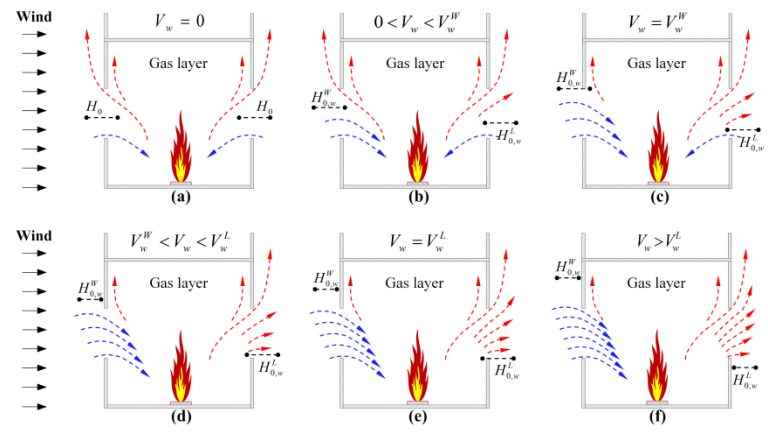 Wind
V_w = 0
0 < V_w < V_w^W
V_w = V_w^W
Gas layer
Gas layer
Gas layer
H_0
H_0
H_{0,w}^W
H_{0,w}^L
H_{0,w}^W
H_{0,w}^L
(a)
(b)
(c)
Wind
V_w^W < V_w < V_w^L
V_w = V_w^L
V_w > V_w^L
Gas layer
Gas layer
Gas layer
H_{0,w}^W
H_{0,w}^L
H_{0,w}^W
H_{0,w}^L
H_{0,w}^W
H_{0,w}^L
(d)
(e)
(f)